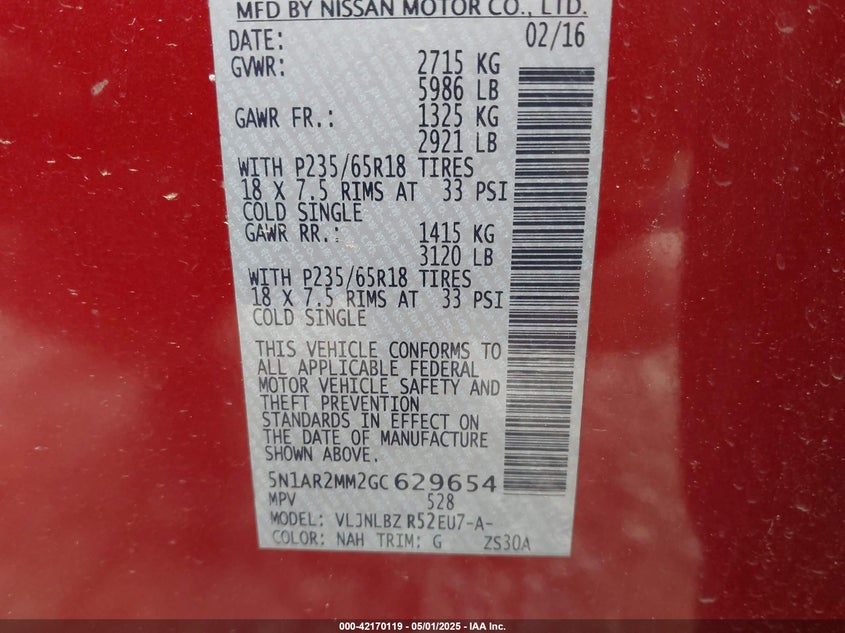 MFD BY NISSAN MOTOR CO., LTD.
DATE: 02/16
GVWR: 2715 KG
5986 LB
GAWR FR.: 1325 KG
2921 LB
WITH P235/65R18 TIRES
18 X 7.5 RIMS AT 33 PSI
COLD SINGLE
GAWR RR.: 1415 KG
3120 LB
WITH P235/65R18 TIRES
18 X 7.5 RIMS AT 33 PSI
COLD SINGLE
THIS VEHICLE CONFORMS TO
ALL APPLICABLE FEDERAL
MOTOR VEHICLE SAFETY AND
THEFT PREVENTION
STANDARDS IN EFFECT ON
THE DATE OF MANUFACTURE
SHOWN ABOVE.
5N1AR2MM2GC629654
MPV 528
MODEL: VLJNLBZ R52EU7-A-
COLOR: NAH TRIM: G ZS30A
000-42170119 - 05/01/2025 - IAA Inc.